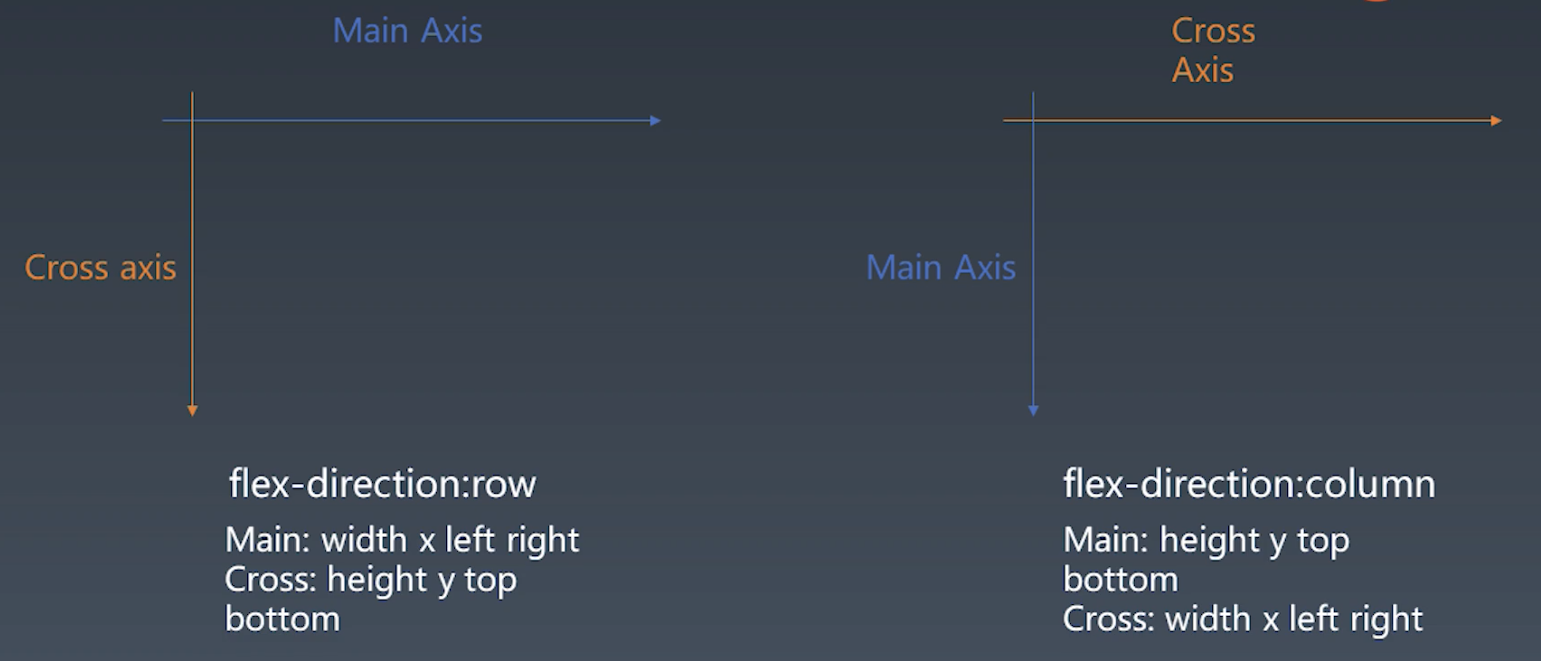 Main Axis
Cross axis
flex-direction:row
Main: width x left right
Cross: height y top
bottom
Cross
Axis
Main Axis
flex-direction:column
Main: height y top
bottom
Cross: width x left right